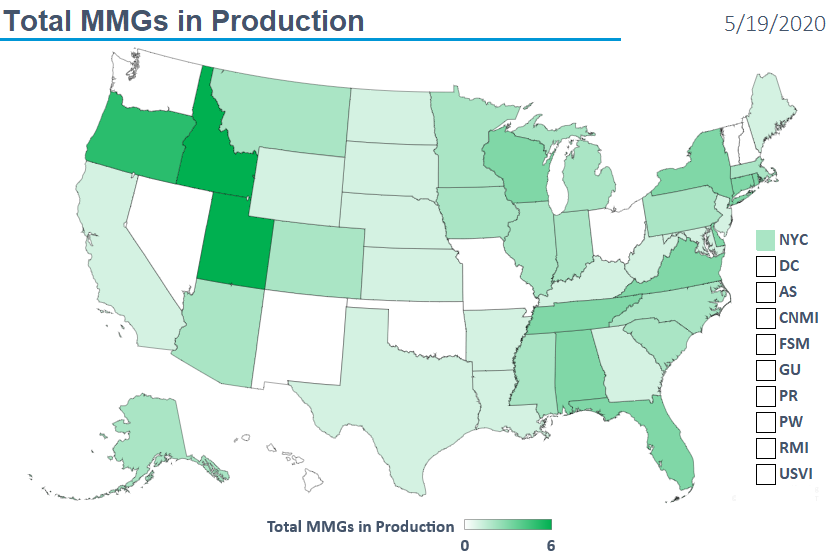 Total MMGs in Production
5/19/2020
NYC
DC
AS
CNMI
FSM
GU
PR
PW
RMI
USVI
Total MMGs in Production
0
6